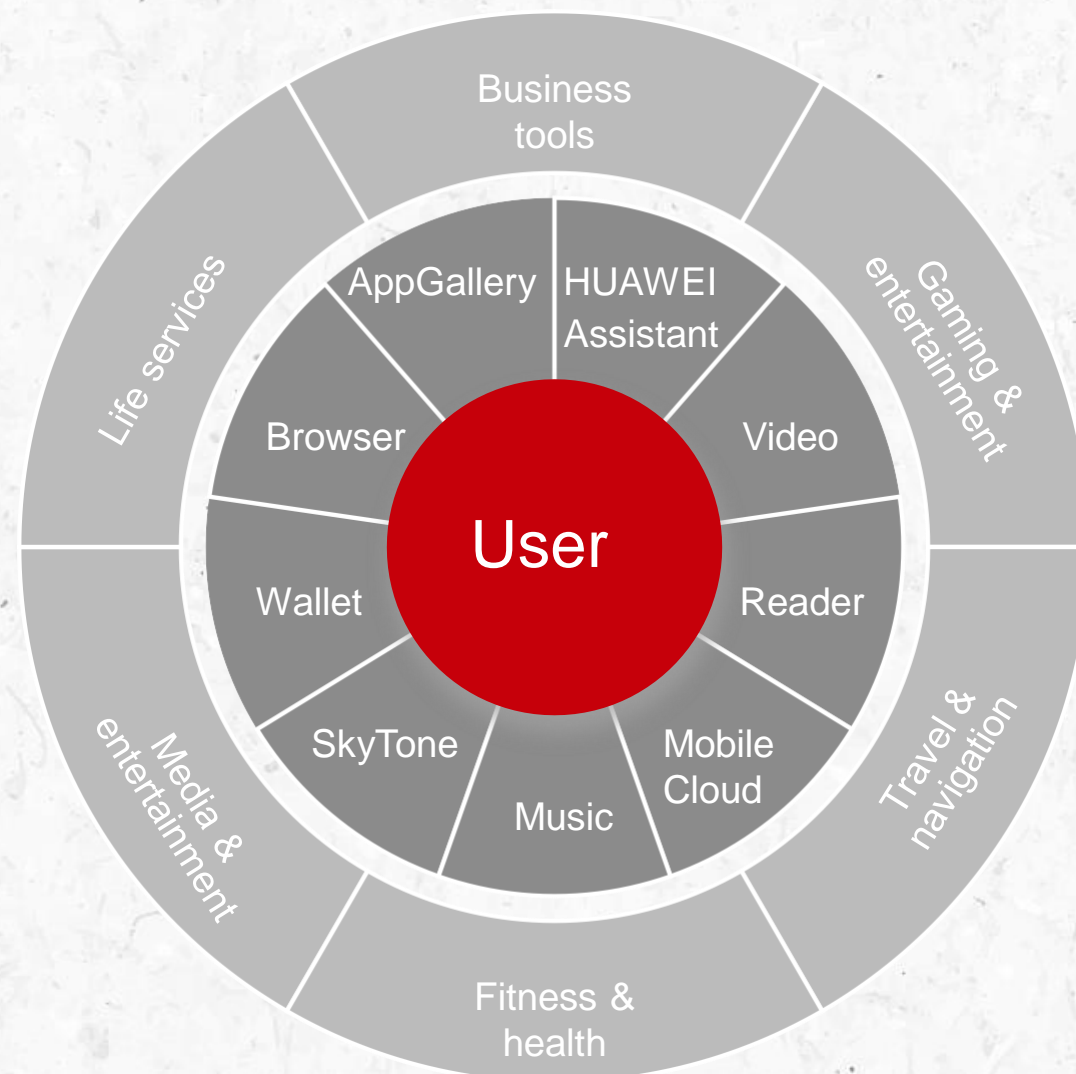 Business
tools
Gaming &
entertainment
Travel &
navigation
Fitness &
health
Media &
entertainment
Life services
AppGallery
HUAWEI
Assistant
Video
Reader
Mobile
Cloud
Music
SkyTone
Wallet
Browser
User